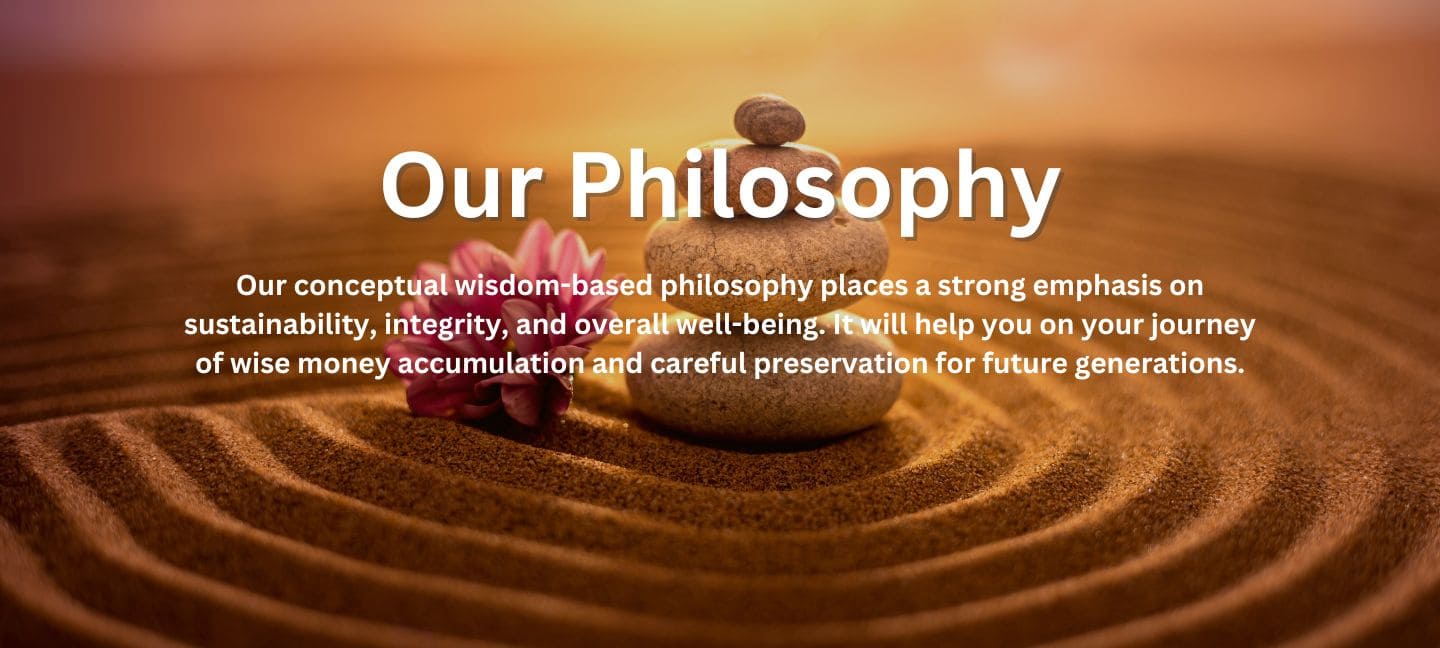 Our Philosophy
Our conceptual wisdom-based philosophy places a strong emphasis on
sustainability, integrity, and overall well-being. It will help you on your journey
of wise money accumulation and careful preservation for future generations.